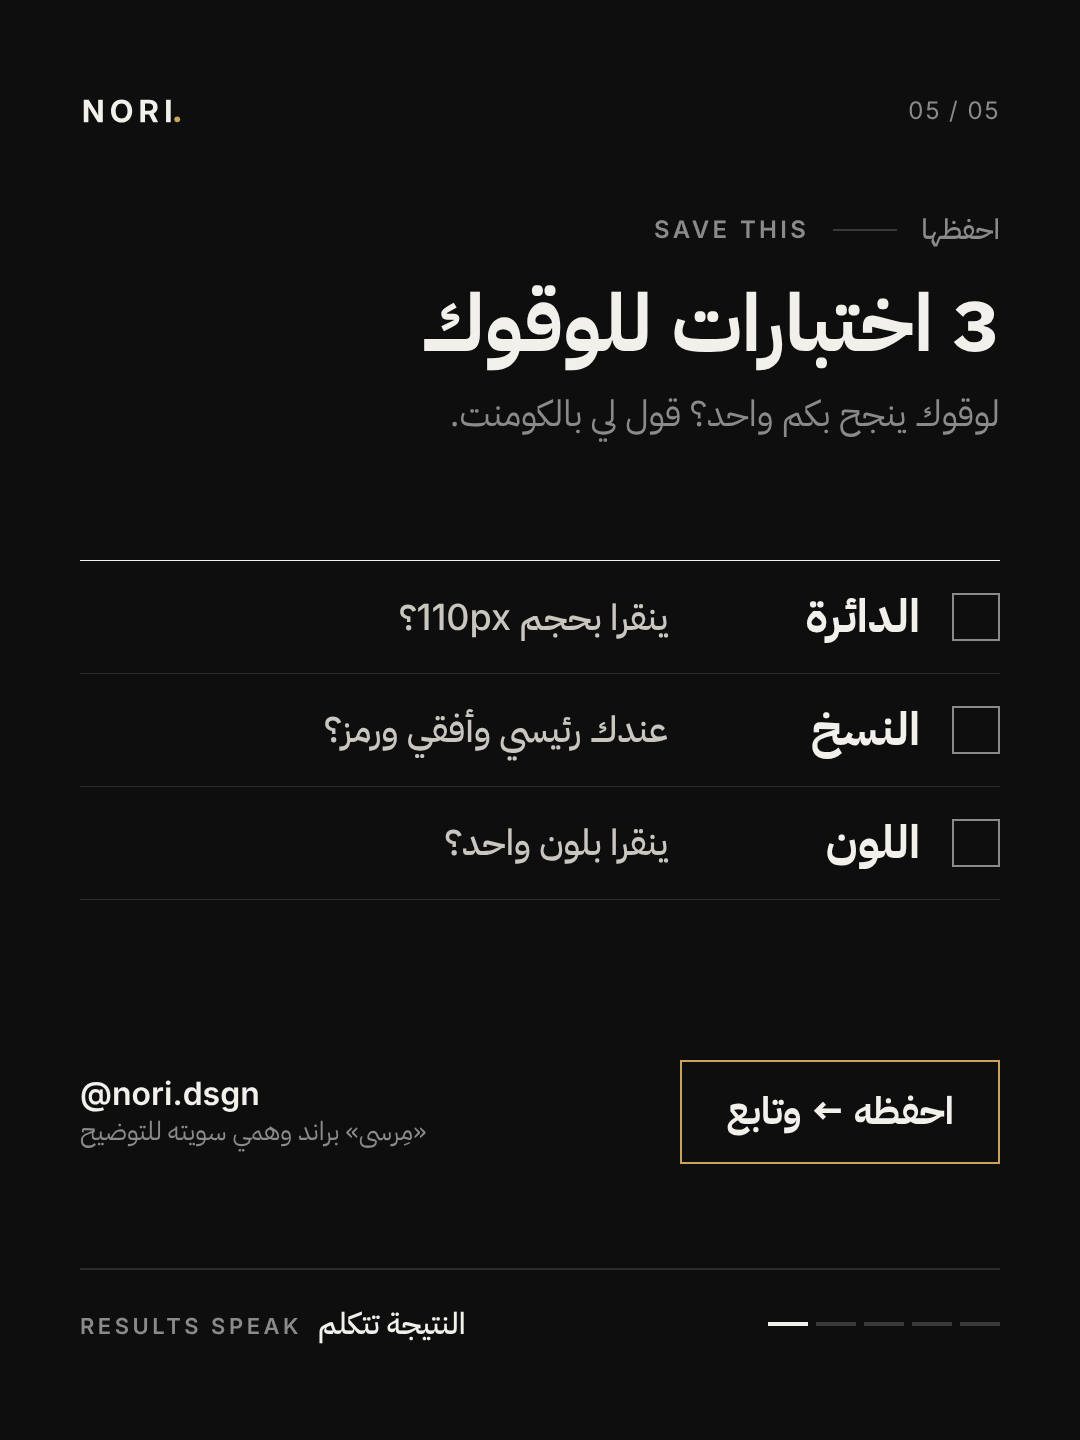 NORI.
05 / 05
احفظها — SAVE THIS
3 اختبارات للوقوك
لوقوك ينجح بكم واحد؟ قول لي بالكومنت.
الدائرة ينقرا بحجم 110px؟
النسخ عندك رئيسي وأفقي ورمز؟
اللون ينقرا بلون واحد؟
احفظه ← وتابع
@nori.dsgn
«مِرسى» براند وهمي سويته للتوضيح
RESULTS SPEAK النتيجة تتكلم